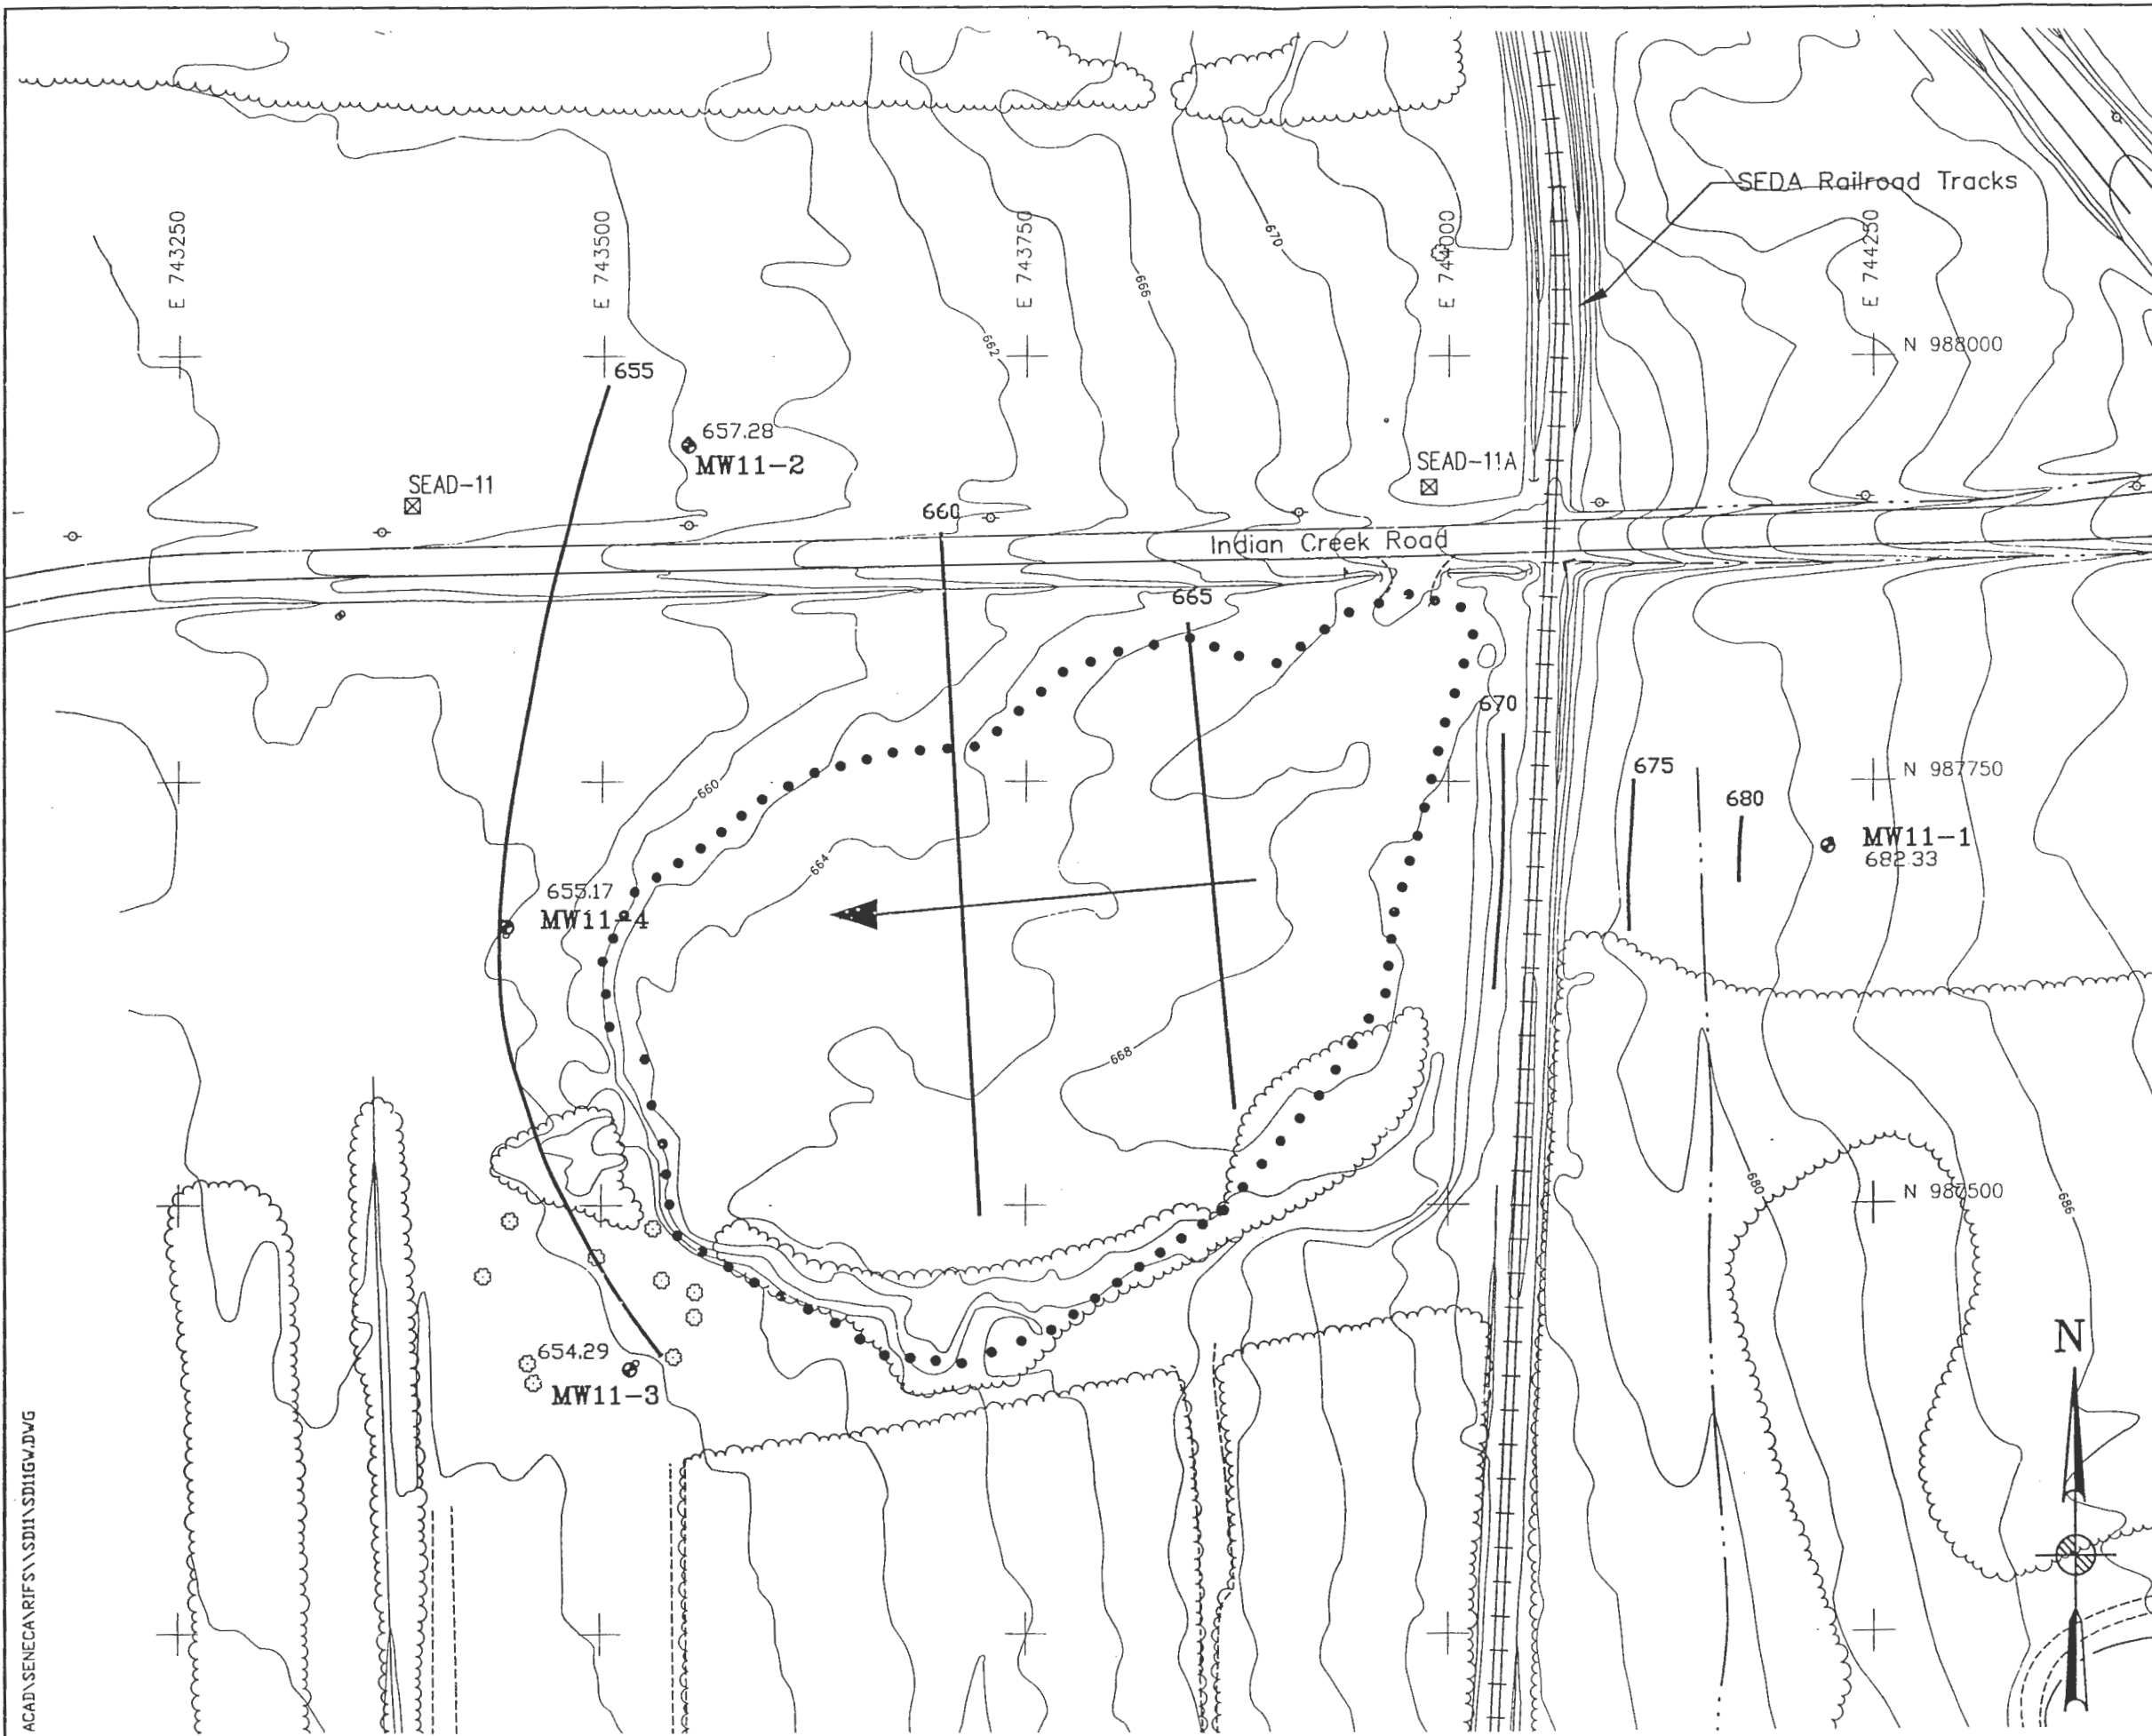 SEDA Railroad Tracks
E 743250
E 743500
E 743750
E 744000
E 744250
670
666
662
N 988000
655
657.28
MW11-2
SEAD-11
SEAD-11A
660
Indian Creek Road
665
670
675
N 987750
680
660
MW11-1
682.33
664
655.17
MW11-4
668
680
N 987500
686
N
654.29
MW11-3
ACAD\SENECA\RIFS\\SD11\SD11GW.DWG